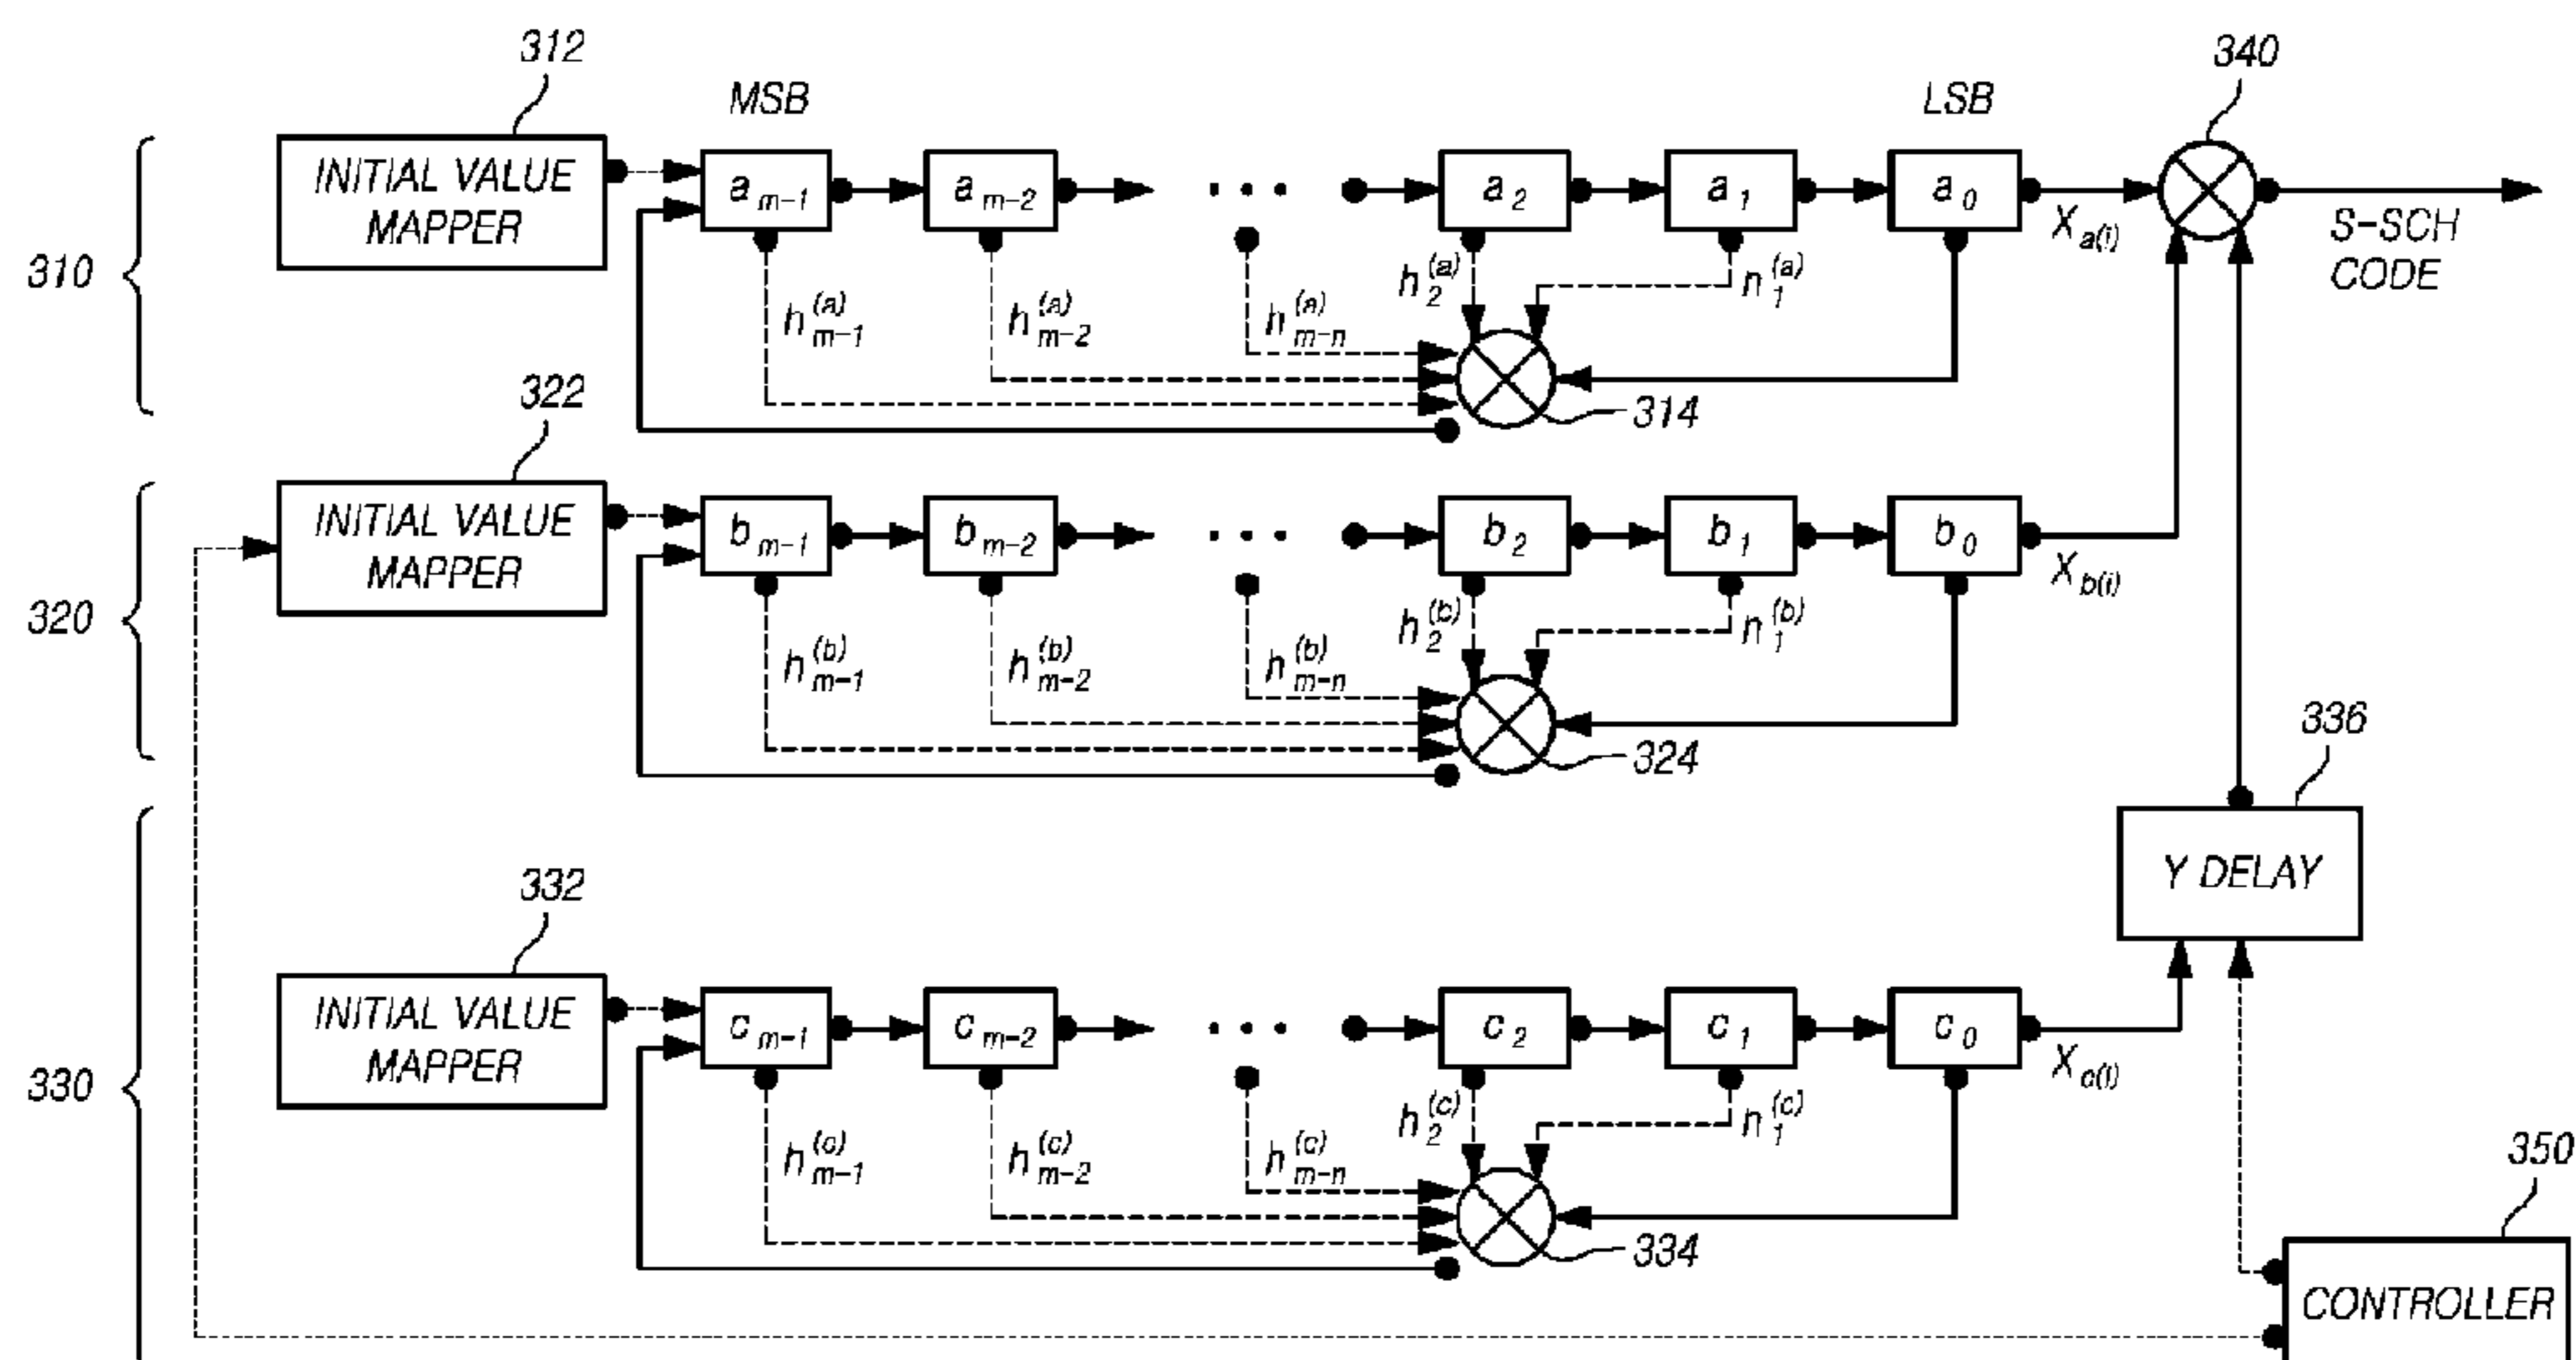 312
340
MSB
LSB
INITIAL VALUE
MAPPER
a m-1
a m-2
. . .
a 2
a 1
a 0
X a(i)
S-SCH
CODE
310
h (a) m-1
h (a) m-2
h (a) m-n
h (a) 2
n (a) 1
314
322
INITIAL VALUE
MAPPER
b m-1
b m-2
. . .
b 2
b 1
b 0
X b(i)
320
h (b) m-1
h (b) m-2
h (b) m-n
h (b) 2
n (b) 1
324
336
Y DELAY
332
INITIAL VALUE
MAPPER
c m-1
c m-2
. . .
c 2
c 1
c 0
X c(i)
330
h (c) m-1
h (c) m-2
h (c) m-n
h (c) 2
n (c) 1
334
350
CONTROLLER